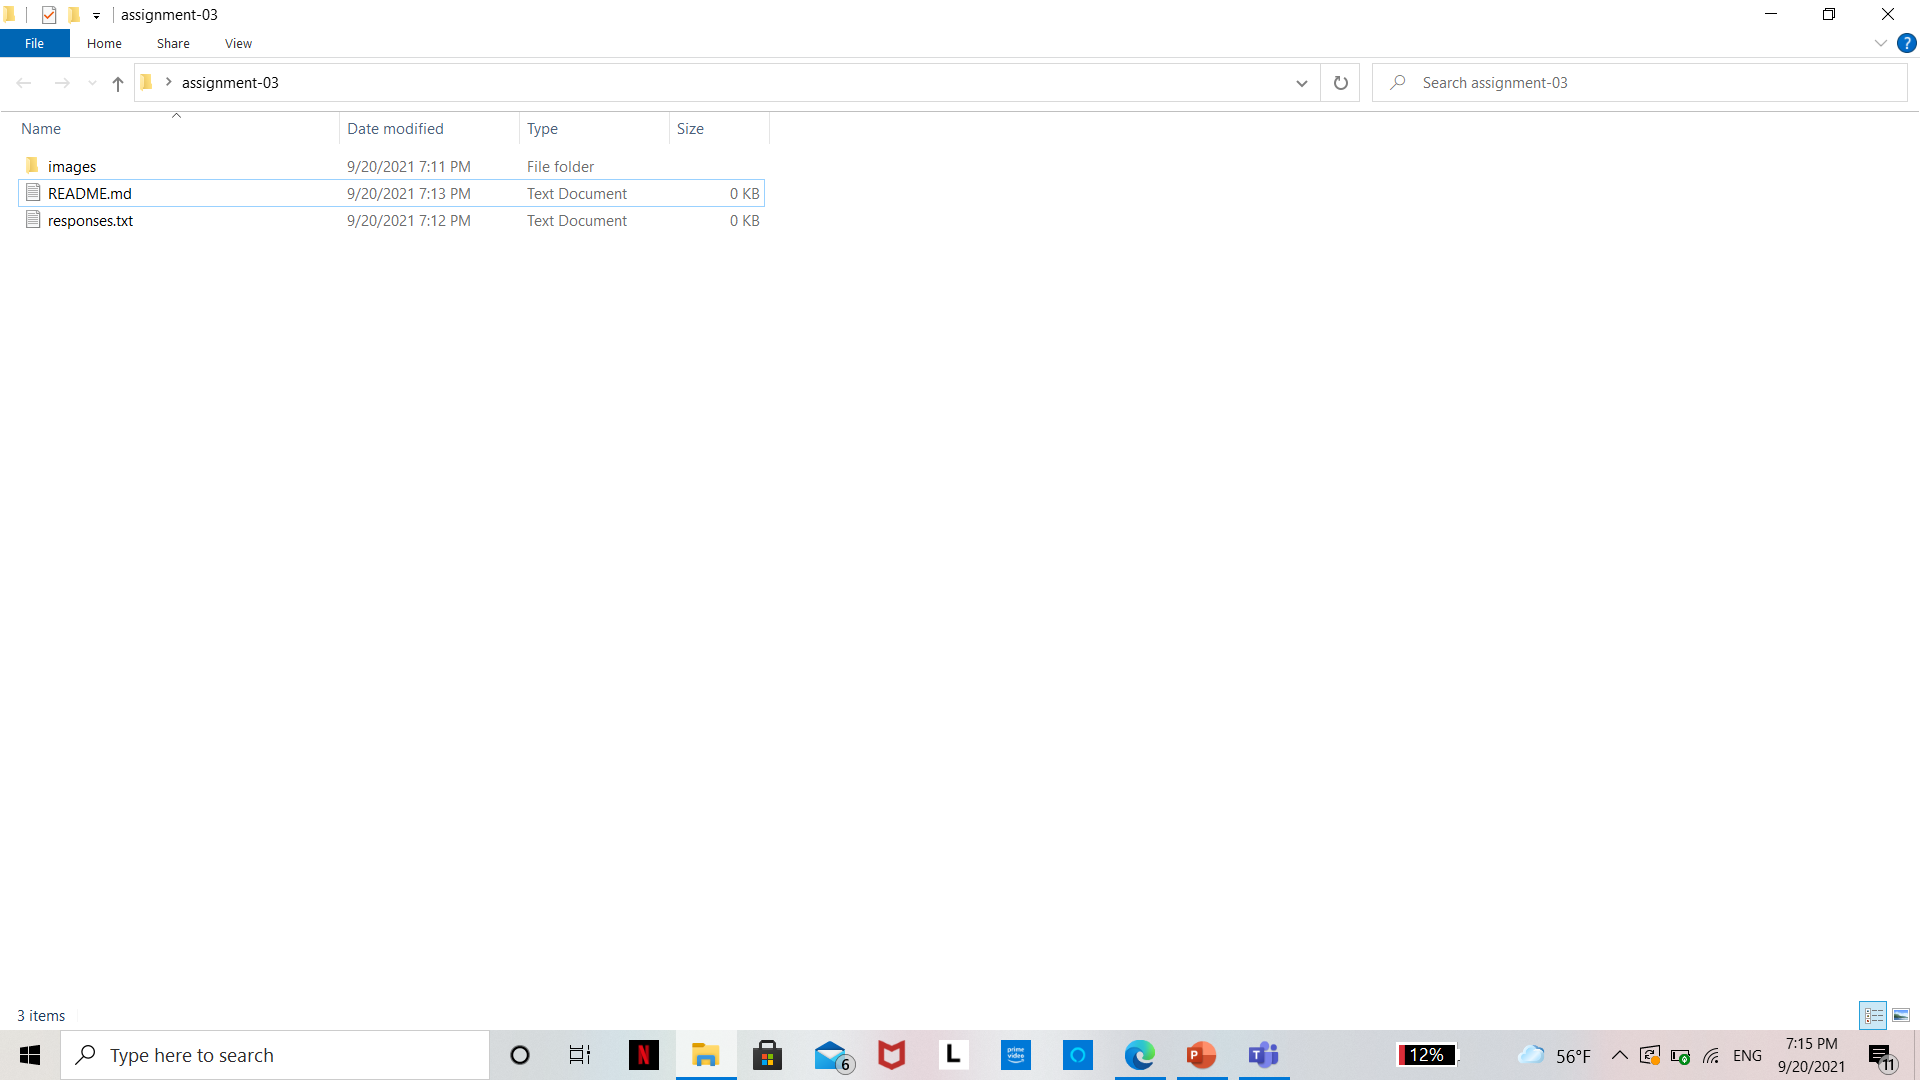 assignment-03
File Home Share View ?
assignment-03
Search assignment-03
Name Date modified Type Size
images 9/20/2021 7:11 PM File folder
README.md 9/20/2021 7:13 PM Text Document 0 KB
responses.txt 9/20/2021 7:12 PM Text Document 0 KB
3 items
Type here to search
N
6
L
prime video
P
T
12%
56°F
ENG
7:15 PM
9/20/2021
11